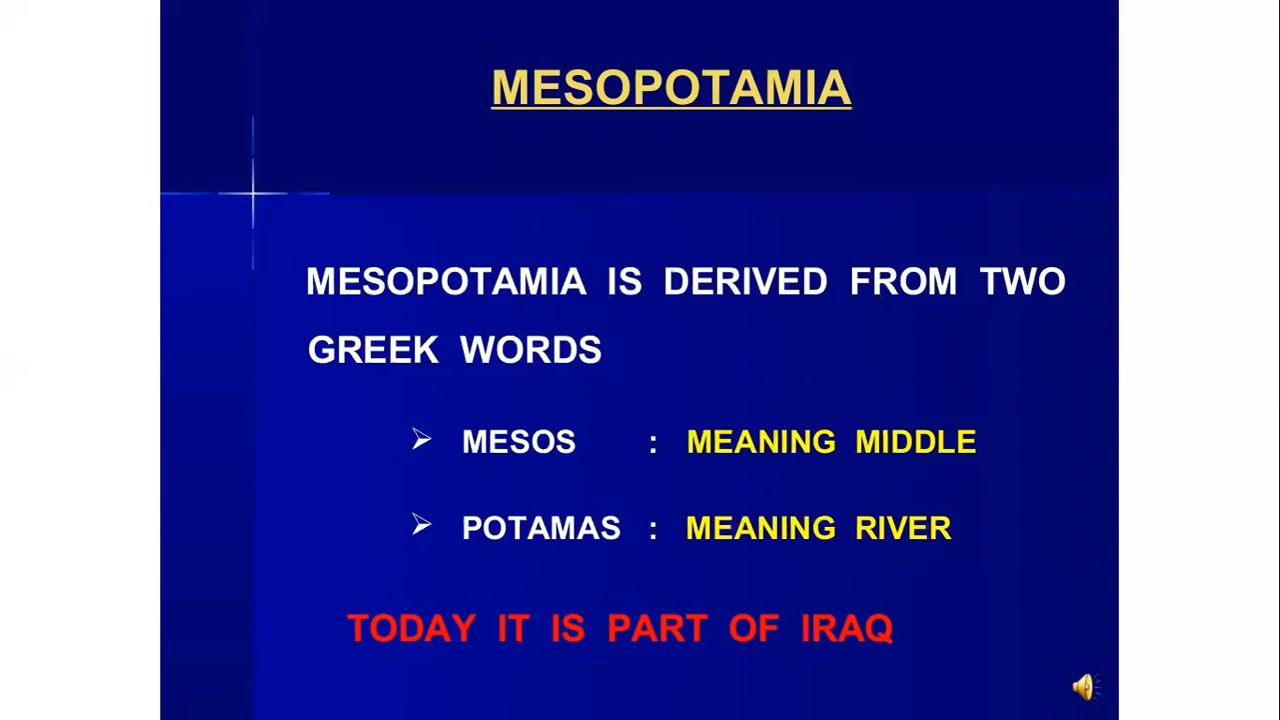 MESOPOTAMIA
MESOPOTAMIA IS DERIVED FROM TWO
GREEK WORDS
➢ MESOS : MEANING MIDDLE
➢ POTAMAS : MEANING RIVER
TODAY IT IS PART OF IRAQ